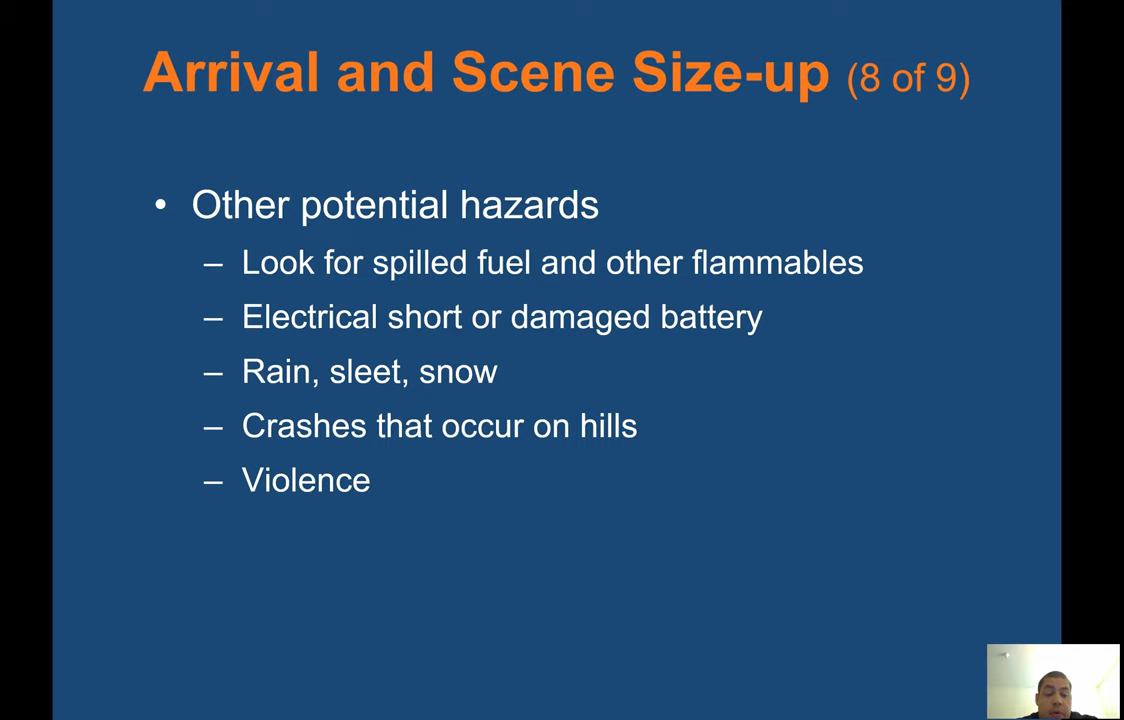 Arrival and Scene Size-up (8 of 9)
• Other potential hazards
– Look for spilled fuel and other flammables
– Electrical short or damaged battery
– Rain, sleet, snow
– Crashes that occur on hills
– Violence